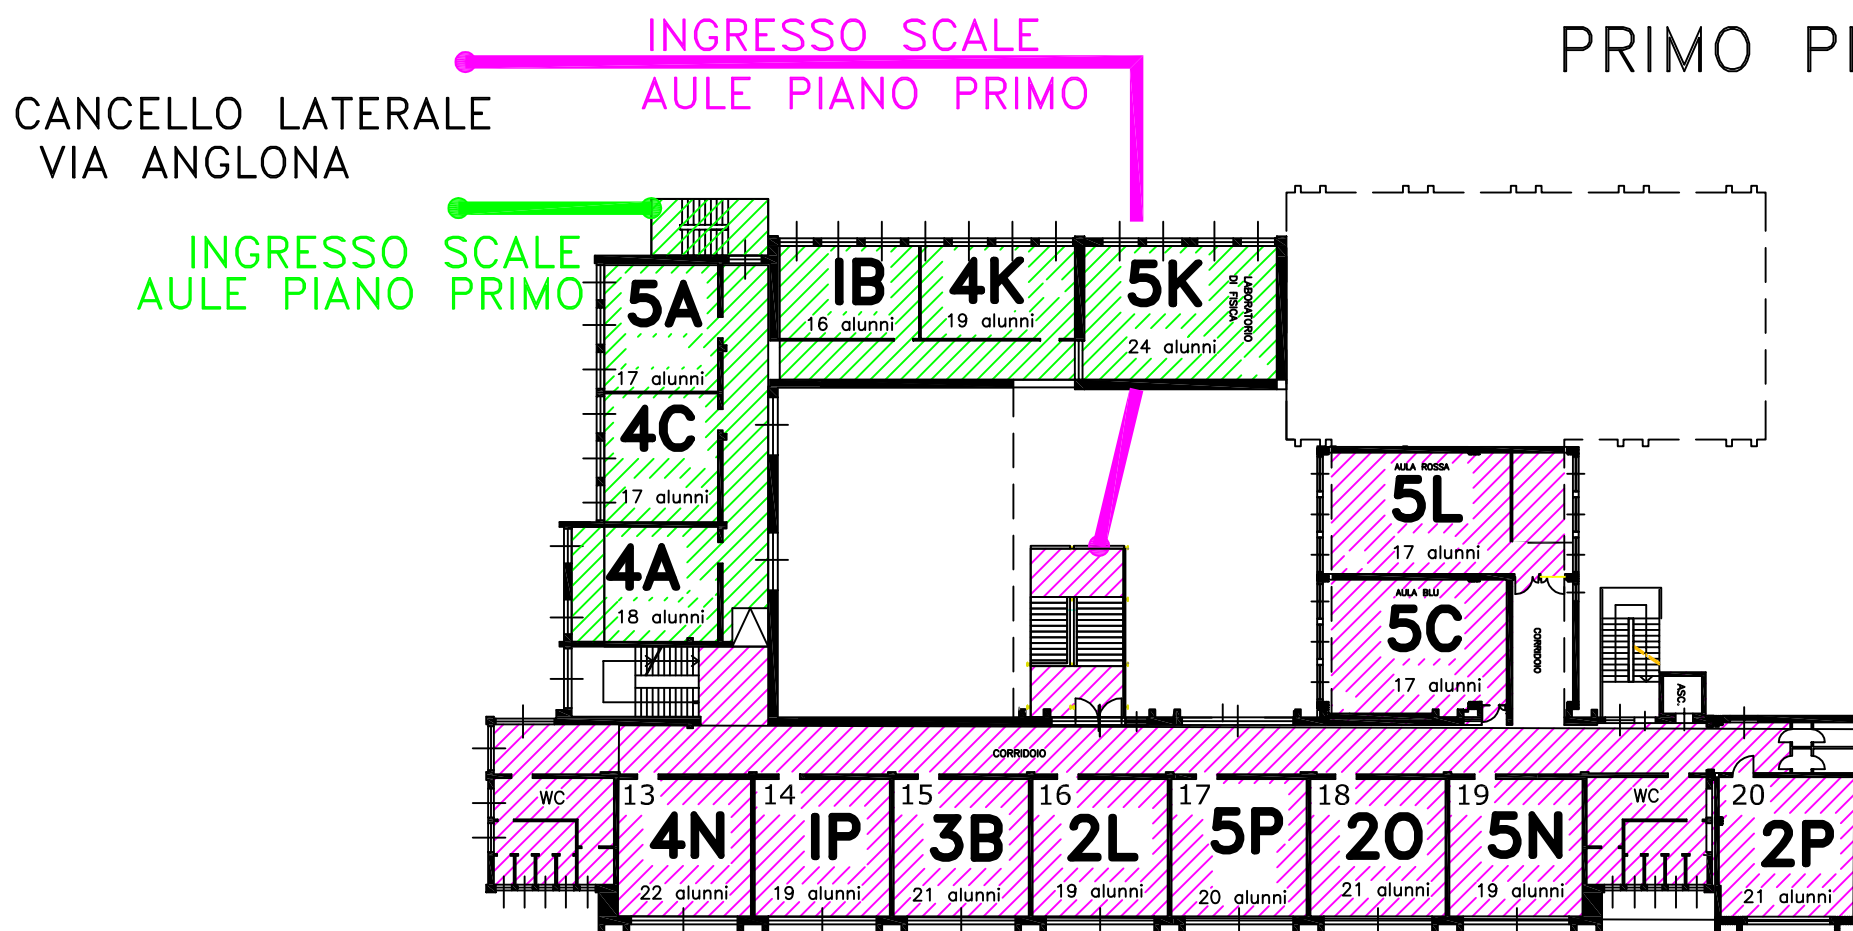 INGRESSO SCALE
AULE PIANO PRIMO
PRIMO
CANCELLO LATERALE
VIA ANGLONA
INGRESSO SCALE
AULE PIANO PRIMO
5A
17 alunni
1B
16 alunni
4K
19 alunni
5K
24 alunni
LABORATORIO
DI FISICA
4C
17 alunni
4A
18 alunni
AULA ROSSA
5L
17 alunni
AULA BLU
5C
17 alunni
CORRIDOIO
ASC.
CORRIDOIO
WC
13
4N
22 alunni
14
1P
19 alunni
15
3B
21 alunni
16
2L
19 alunni
17
5P
20 alunni
18
2O
21 alunni
19
5N
19 alunni
WC
20
2P
21 alunni